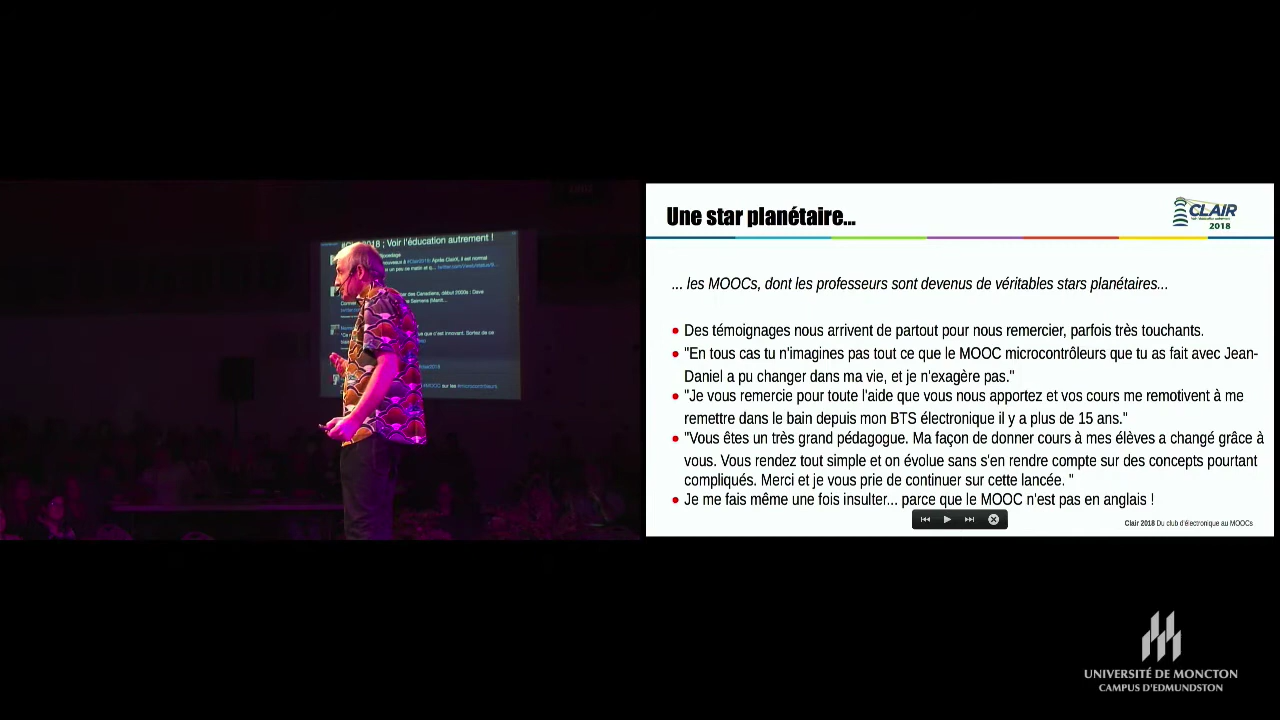 2018 ; Voir l'éducation autrement !
Une star planétaire...
CLAIR
2018
... les MOOCs, dont les professeurs sont devenus de véritables stars planétaires...
Des témoignages nous arrivent de partout pour nous remercier, parfois très touchants.
"En tous cas tu n'imagines pas tout ce que le MOOC microcontrôleurs que tu as fait avec Jean-
Daniel a pu changer dans ma vie, et je n'exagère pas."
"Je vous remercie pour toute l'aide que vous nous apportez et vos cours me remotivent à me
remettre dans le bain depuis mon BTS électronique il y a plus de 15 ans."
"Vous êtes un très grand pédagogue. Ma façon de donner cours à mes élèves a changé grâce à
vous. Vous rendez tout simple et on évolue sans s'en rendre compte sur des concepts pourtant
compliqués. Merci et je vous prie de continuer sur cette lancée. "
Je me fais même une fois insulter... parce que le MOOC n'est pas en anglais !
Clair 2018 Du club d'électronique au MOOCs
UNIVERSITÉ DE MONCTON
CAMPUS D'EDMUNDSTON